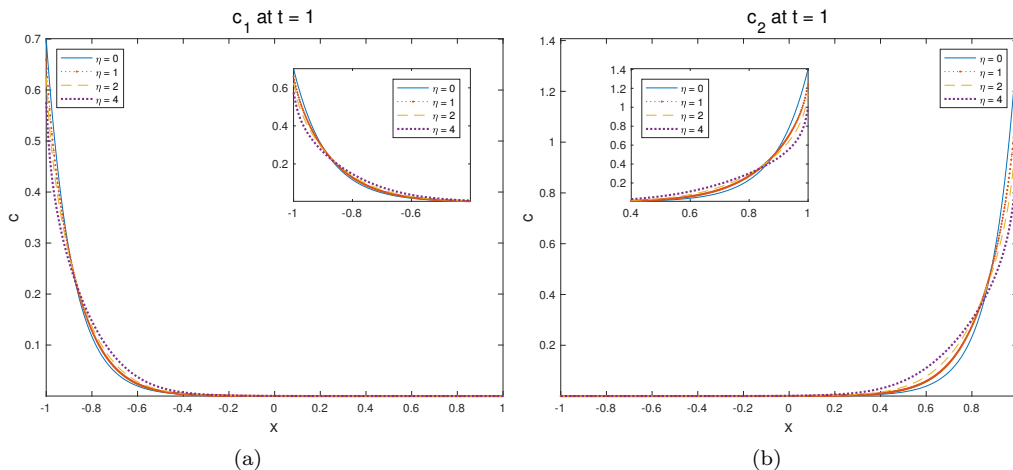 c1 at t = 1
0.7
0.6
0.5
0.4
0.3
0.2
0.1
c
η = 0
η = 1
η = 2
η = 4
0.6
0.4
0.2
-1
-0.8
-0.6
η = 0
η = 1
η = 2
η = 4
-1 -0.8 -0.6 -0.4 -0.2 0 0.2 0.4 0.6 0.8 1
x
(a)
c2 at t = 1
1.4
1.2
1
0.8
0.6
0.4
0.2
c
1.4
1.2
1
0.8
0.6
0.4
0.2
0.4 0.6 0.8 1
η = 0
η = 1
η = 2
η = 4
η = 0
η = 1
η = 2
η = 4
-1 -0.8 -0.6 -0.4 -0.2 0 0.2 0.4 0.6 0.8
x
(b)